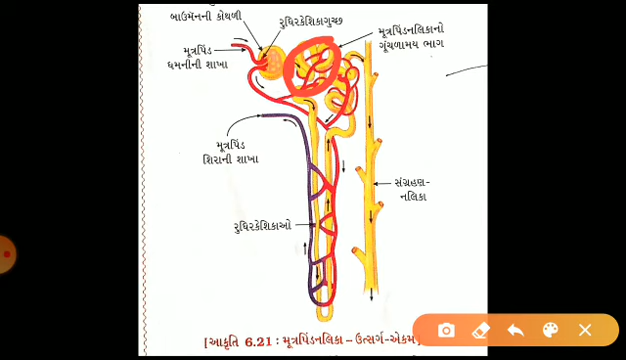 બાઉમૅનની કોથળી
રુધિરકેશિકાગુચ્છ
મૂત્રપિંડ
ધમનીની શાખા
મૂત્રપિંડનલિકાનો
ગૂંચળામય ભાગ
મૂત્રપિંડ
શિરાની શાખા
સંગ્રહણ-
નલિકા
રુધિરકેશિકાઓ
[આકૃતિ 6.21 : મૂત્રપિંડનલિકા – ઉત્સર્ગ-એકમ]